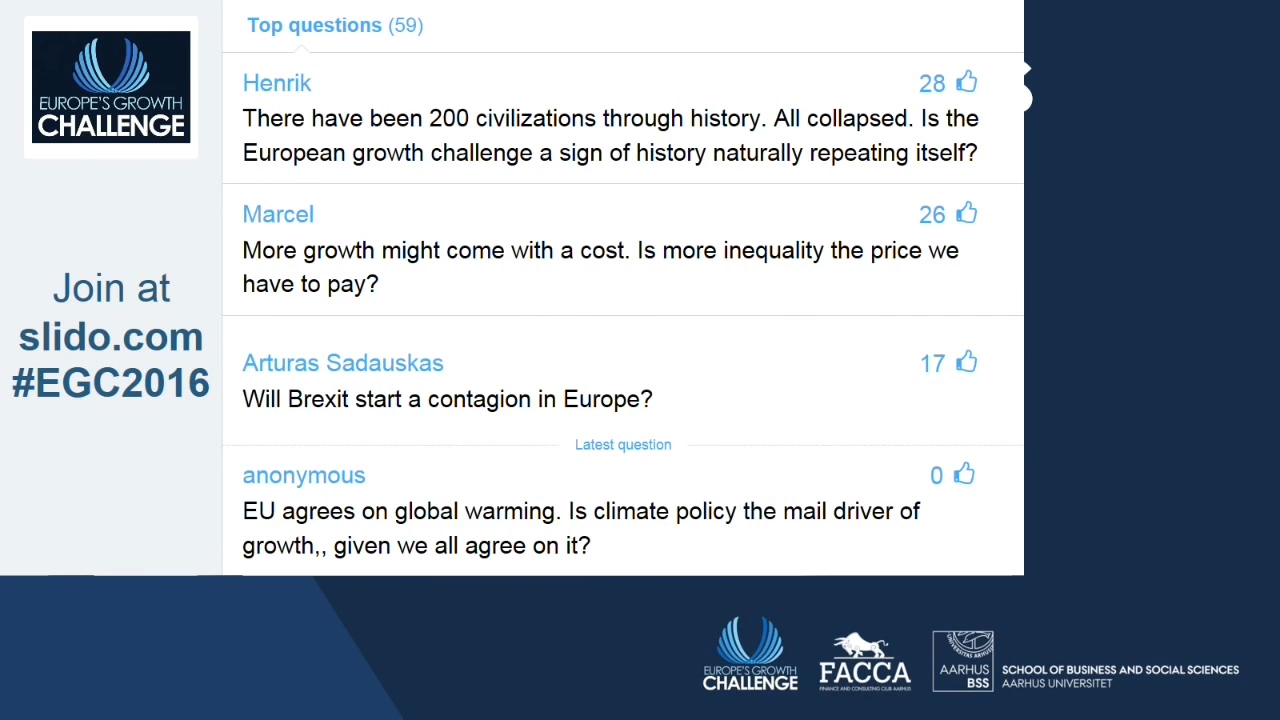 EUROPE'S GROWTH
CHALLENGE
Join at
slido.com
#EGC2016
Top questions (59)
Henrik
28
There have been 200 civilizations through history. All collapsed. Is the
European growth challenge a sign of history naturally repeating itself?
Marcel
26
More growth might come with a cost. Is more inequality the price we
have to pay?
Arturas Sadauskas
17
Will Brexit start a contagion in Europe?
Latest question
anonymous
0
EU agrees on global warming. Is climate policy the mail driver of
growth,, given we all agree on it?
EUROPE'S GROWTH
CHALLENGE
FACCA
FINANCE AND CONSULTING CLUB AARHUS
AARHUS
BSS
SCHOOL OF BUSINESS AND SOCIAL SCIENCES
AARHUS UNIVERSITET